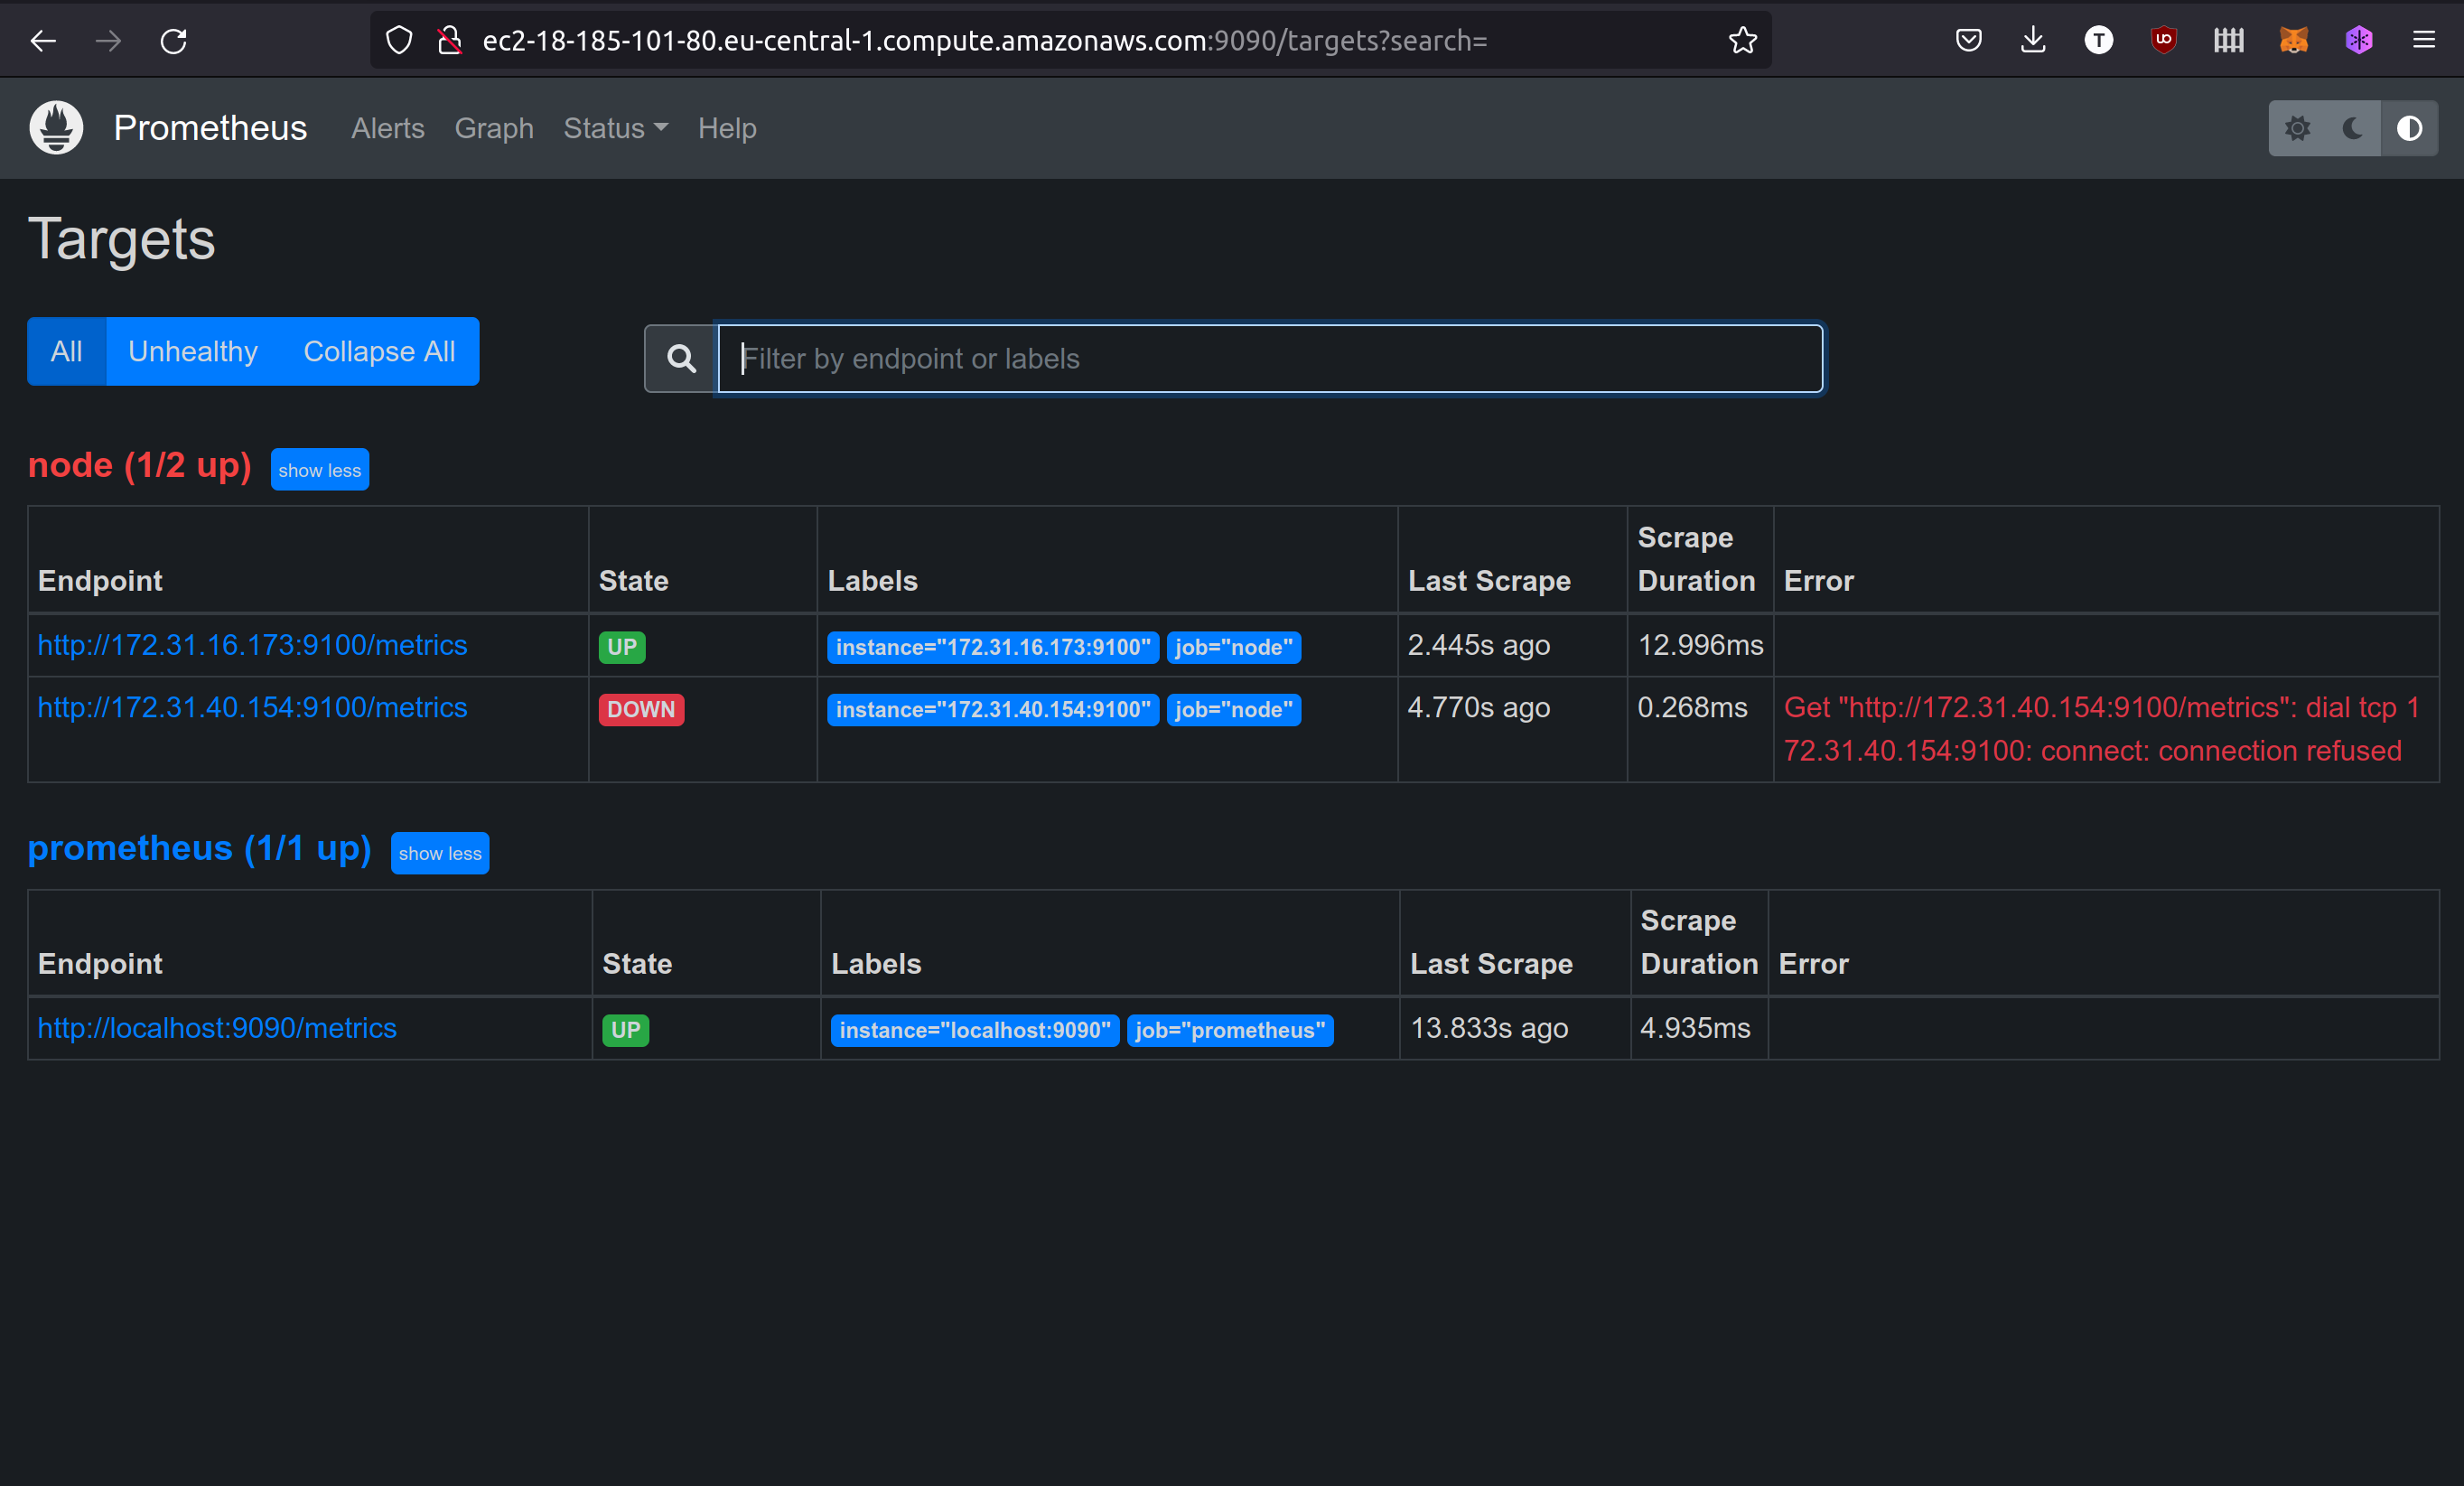 ec2-18-185-101-80.eu-central-1.compute.amazonaws.com:9090/targets?search=
Prometheus Alerts Graph Status Help
Targets
All Unhealthy Collapse All
Filter by endpoint or labels
node (1/2 up) show less
Endpoint State Labels Last Scrape Scrape Duration Error
http://172.31.16.173:9100/metrics UP instance="172.31.16.173:9100" job="node" 2.445s ago 12.996ms
http://172.31.40.154:9100/metrics DOWN instance="172.31.40.154:9100" job="node" 4.770s ago 0.268ms Get "http://172.31.40.154:9100/metrics": dial tcp 1
72.31.40.154:9100: connect: connection refused
prometheus (1/1 up) show less
Endpoint State Labels Last Scrape Scrape Duration Error
http://localhost:9090/metrics UP instance="localhost:9090" job="prometheus" 13.833s ago 4.935ms